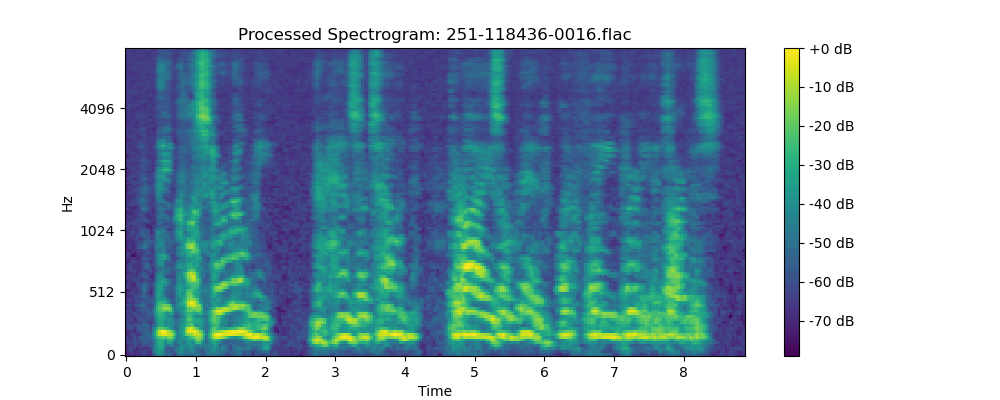 Processed Spectrogram: 251-118436-0016.flac
Hz
4096
2048
1024
512
0
0 1 2 3 4 5 6 7 8
Time
+0 dB
-10 dB
-20 dB
-30 dB
-40 dB
-50 dB
-60 dB
-70 dB